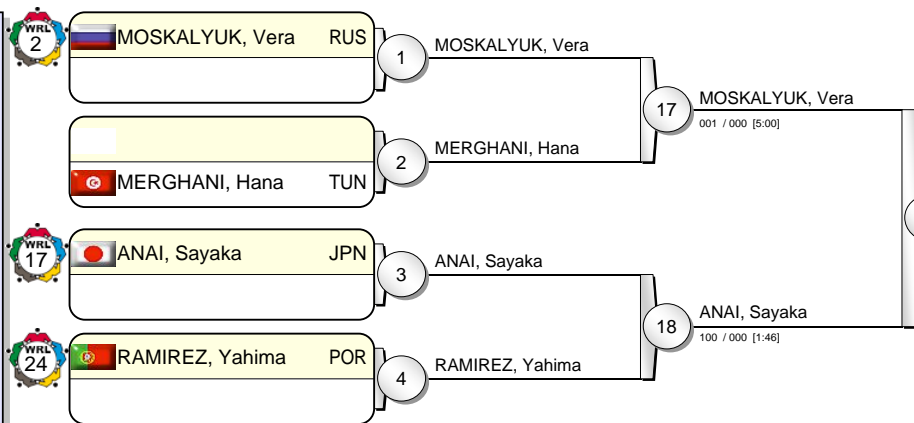 WRL
2
MOSKALYUK, Vera RUS
1
MOSKALYUK, Vera
MERGHANI, Hana TUN
2
MERGHANI, Hana
17
MOSKALYUK, Vera
001 / 000 [5:00]
WRL
17
ANAI, Sayaka JPN
3
ANAI, Sayaka
WRL
24
RAMIREZ, Yahima POR
4
RAMIREZ, Yahima
18
ANAI, Sayaka
100 / 000 [1:46]